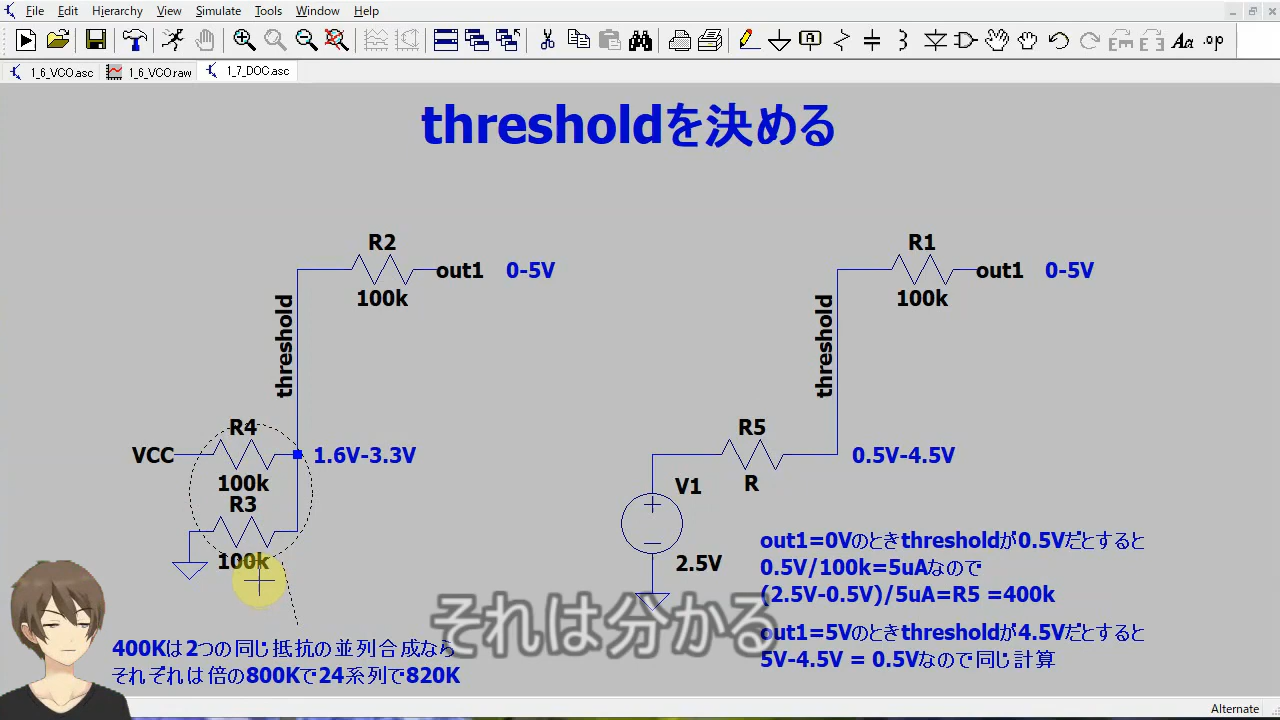 File Edit Hierarchy View Simulate Tools Window Help
1_6_VCO.asc 1_6_VCO.raw 1_7_DOC.asc
thresholdを決める
R2
out1 0-5V
100k
threshold
R4
VCC
1.6V-3.3V
100k
R3
100k
R1
out1 0-5V
100k
threshold
R5
0.5V-4.5V
R
V1
2.5V
out1=0VのときthresholdがO.5Vだとすると
0.5V/100k=5uAなので
(2.5V-0.5V)/5uA=R5 =400k
out1=5Vのときthresholdが4.5Vだとすると
5V-4.5V = 0.5Vなので同じ計算
それは分かる
400Kは2つの同じ抵抗の並列合成なら
それぞれは倍の800Kで24系列で820K
Alternate